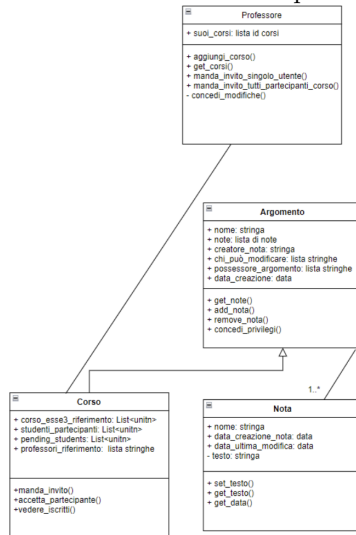 Professore
+ suoi_corsi: lista id corsi
+ aggiungi_corso()
+ get_corsi()
+ manda_invito_singolo_utente()
+ manda_invito_tutti_partecipanti_corso()
- concedi_modifiche()
Argomento
+ nome: stringa
+ note: lista di note
+ creatore_nota: stringa
+ chi_può_modificare: lista stringhe
+ possessore_argomento: lista stringhe
+ data_creazione: data
+ get_note()
+ add_nota()
+ remove_nota()
+ concedi_privilegi()
1..*
Corso
+ corso_esse3_riferimento: List<unitn>
+ studenti_partecipanti: List<unitn>
+ pending_students: List<unitn>
+ professori_riferimento: lista stringhe
+manda_invito()
+accetta_partecipante()
+vedere_iscritti()
Nota
+ nome: stringa
+ data_creazione_nota: data
+ data_ultima_modifica: data
- testo: stringa
+ set_testo()
+ get_testo()
+ get_data()